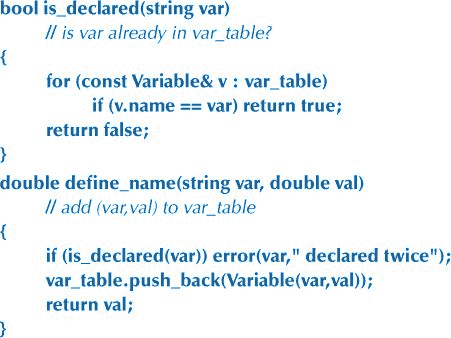 bool is_declared(string var)
// is var already in var_table?
{
for (const Variable& v : var_table)
if (v.name == var) return true;
return false;
}
double define_name(string var, double val)
// add (var,val) to var_table
{
if (is_declared(var)) error(var," declared twice");
var_table.push_back(Variable(var,val));
return val;
}